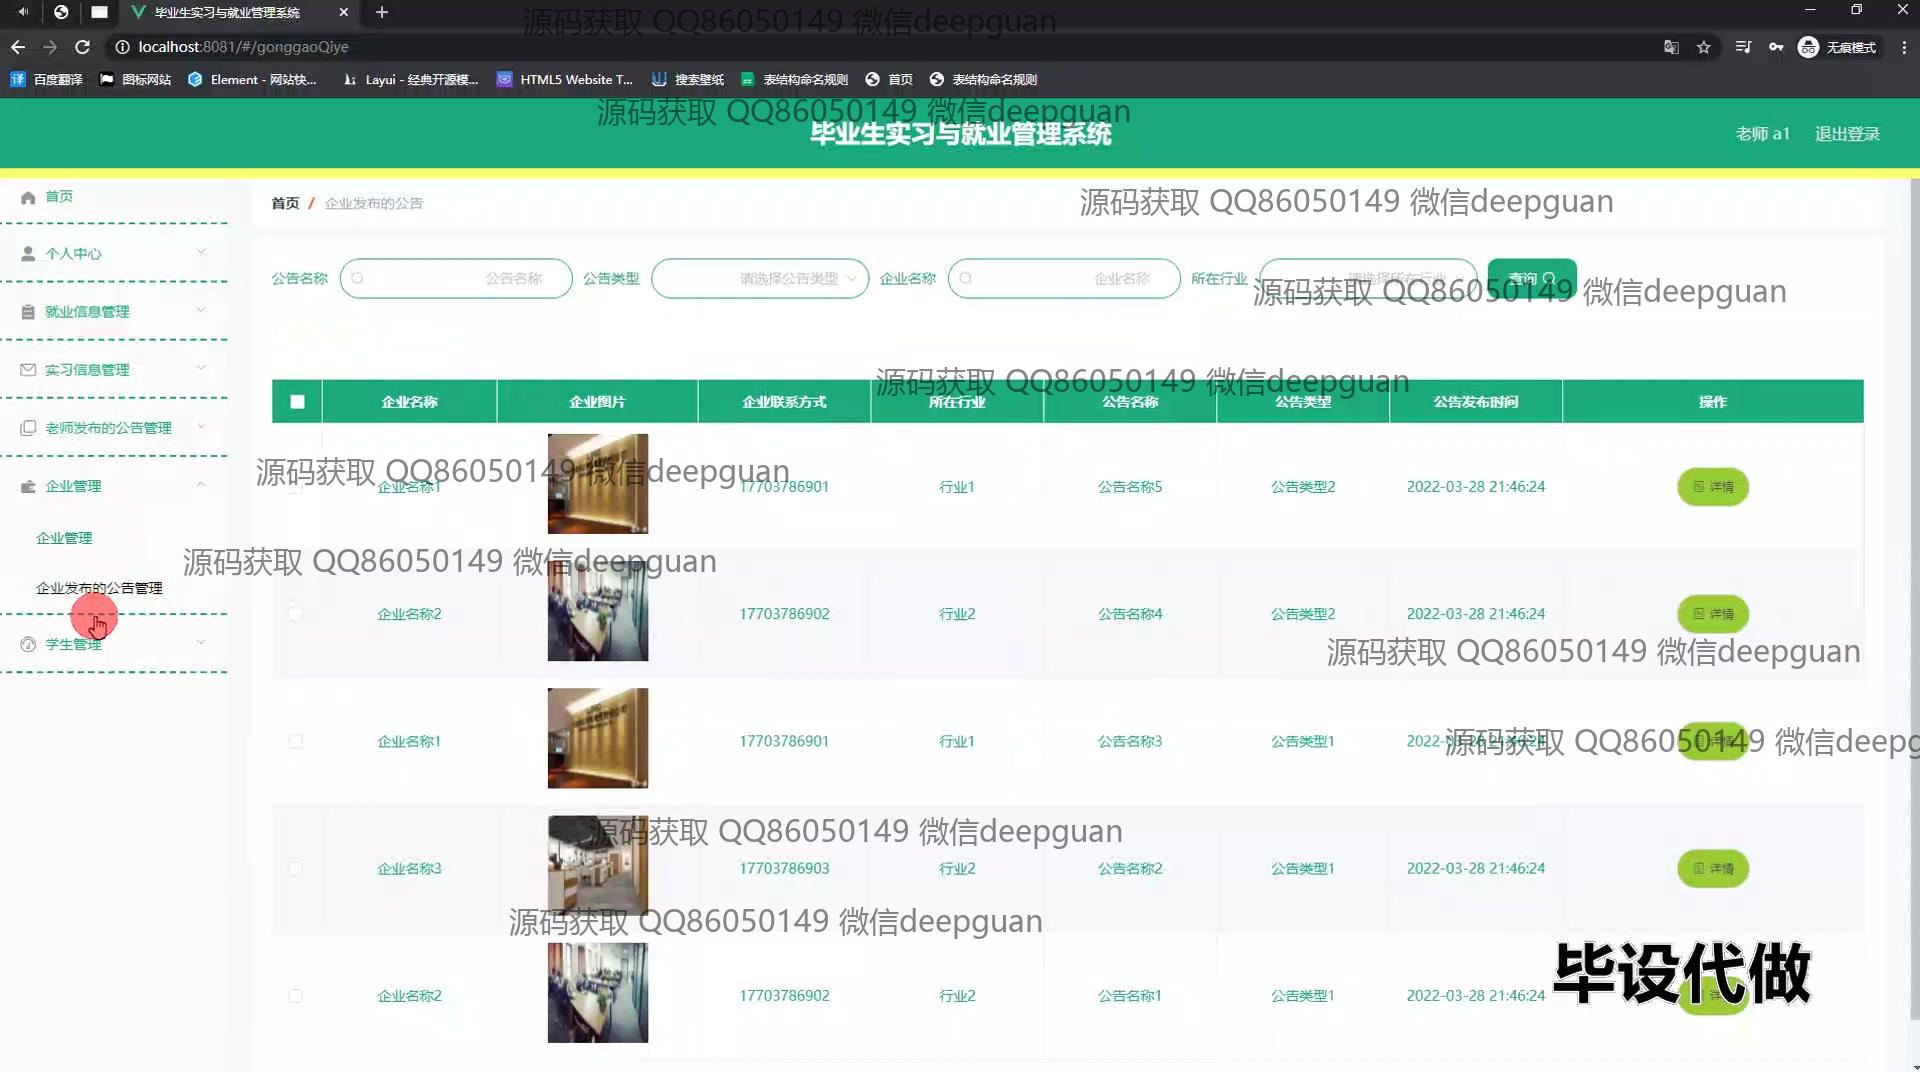 毕业生实习与就业管理系统
源码获取 QQ86050149 微信deepguan
localhost:8081/#/gonggaoQiye
无痕模式
百度翻译 图标网站 Element - 网站快... Layui - 经典开源模... HTML5 Website T... 搜索壁纸 表结构命名规则 首页 表结构命名规则
源码获取 QQ86050149 微信deepguan
毕业生实习与就业管理系统
老师 a1 退出登录
首页
个人中心
就业信息管理
实习信息管理
老师发布的公告管理
企业管理
企业管理
企业发布的公告管理
学生管理
首页 / 企业发布的公告
源码获取 QQ86050149 微信deepguan
公告名称 公告名称 公告类型 请选择公告类型 企业名称 企业名称 所在行业 请选择所在行业 查询
源码获取 QQ86050149 微信deepguan
源码获取 QQ86050149 微信deepguan
企业名称 企业图片 企业联系方式 所在行业 公告名称 公告类型 公告发布时间 操作
源码获取 QQ86050149 微信deepguan
企业名称1 17703786901 行业1 公告名称5 公告类型2 2022-03-28 21:46:24 详情
源码获取 QQ86050149 微信deepguan
企业名称2 17703786902 行业2 公告名称4 公告类型2 2022-03-28 21:46:24 详情
源码获取 QQ86050149 微信deepguan
企业名称1 17703786901 行业1 公告名称3 公告类型1 2022-03-28 21:46:24 详情
源码获取 QQ86050149 微信deepg
源码获取 QQ86050149 微信deepguan
企业名称3 17703786903 行业2 公告名称2 公告类型1 2022-03-28 21:46:24 详情
源码获取 QQ86050149 微信deepguan
企业名称2 17703786902 行业2 公告名称1 公告类型1 2022-03-28 21:46:24
毕设代做